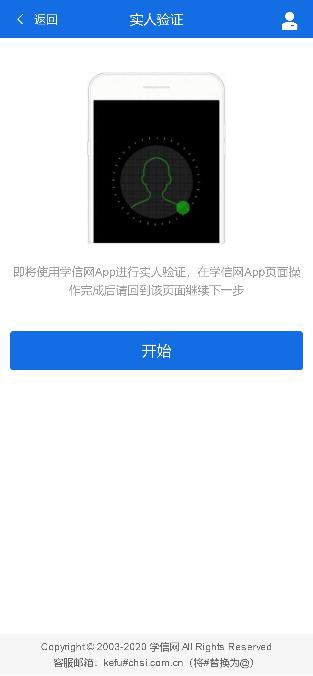 返回
实人验证
即将使用学信网App进行实人验证，在学信网App页面操
作完成后请回到该页面继续下一步
开始
Copyright © 2003-2020 学信网 All Rights Reserved
客服邮箱：kefu#chsi.com.cn（将#替换为@）